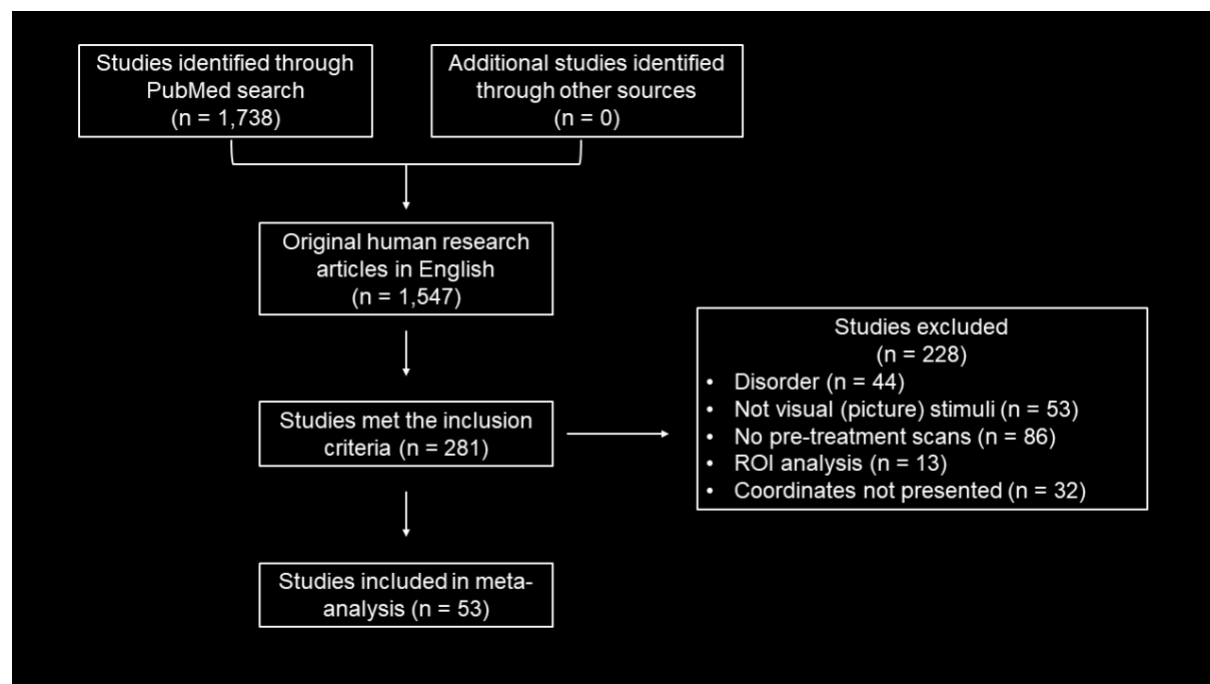 Studies identified through
PubMed search
(n = 1,738)
Additional studies identified
through other sources
(n = 0)
Original human research
articles in English
(n = 1,547)
Studies met the inclusion
criteria (n = 281)
Studies excluded
(n = 228)
• Disorder (n = 44)
• Not visual (picture) stimuli (n = 53)
• No pre-treatment scans (n = 86)
• ROI analysis (n = 13)
• Coordinates not presented (n = 32)
Studies included in meta-
analysis (n = 53)